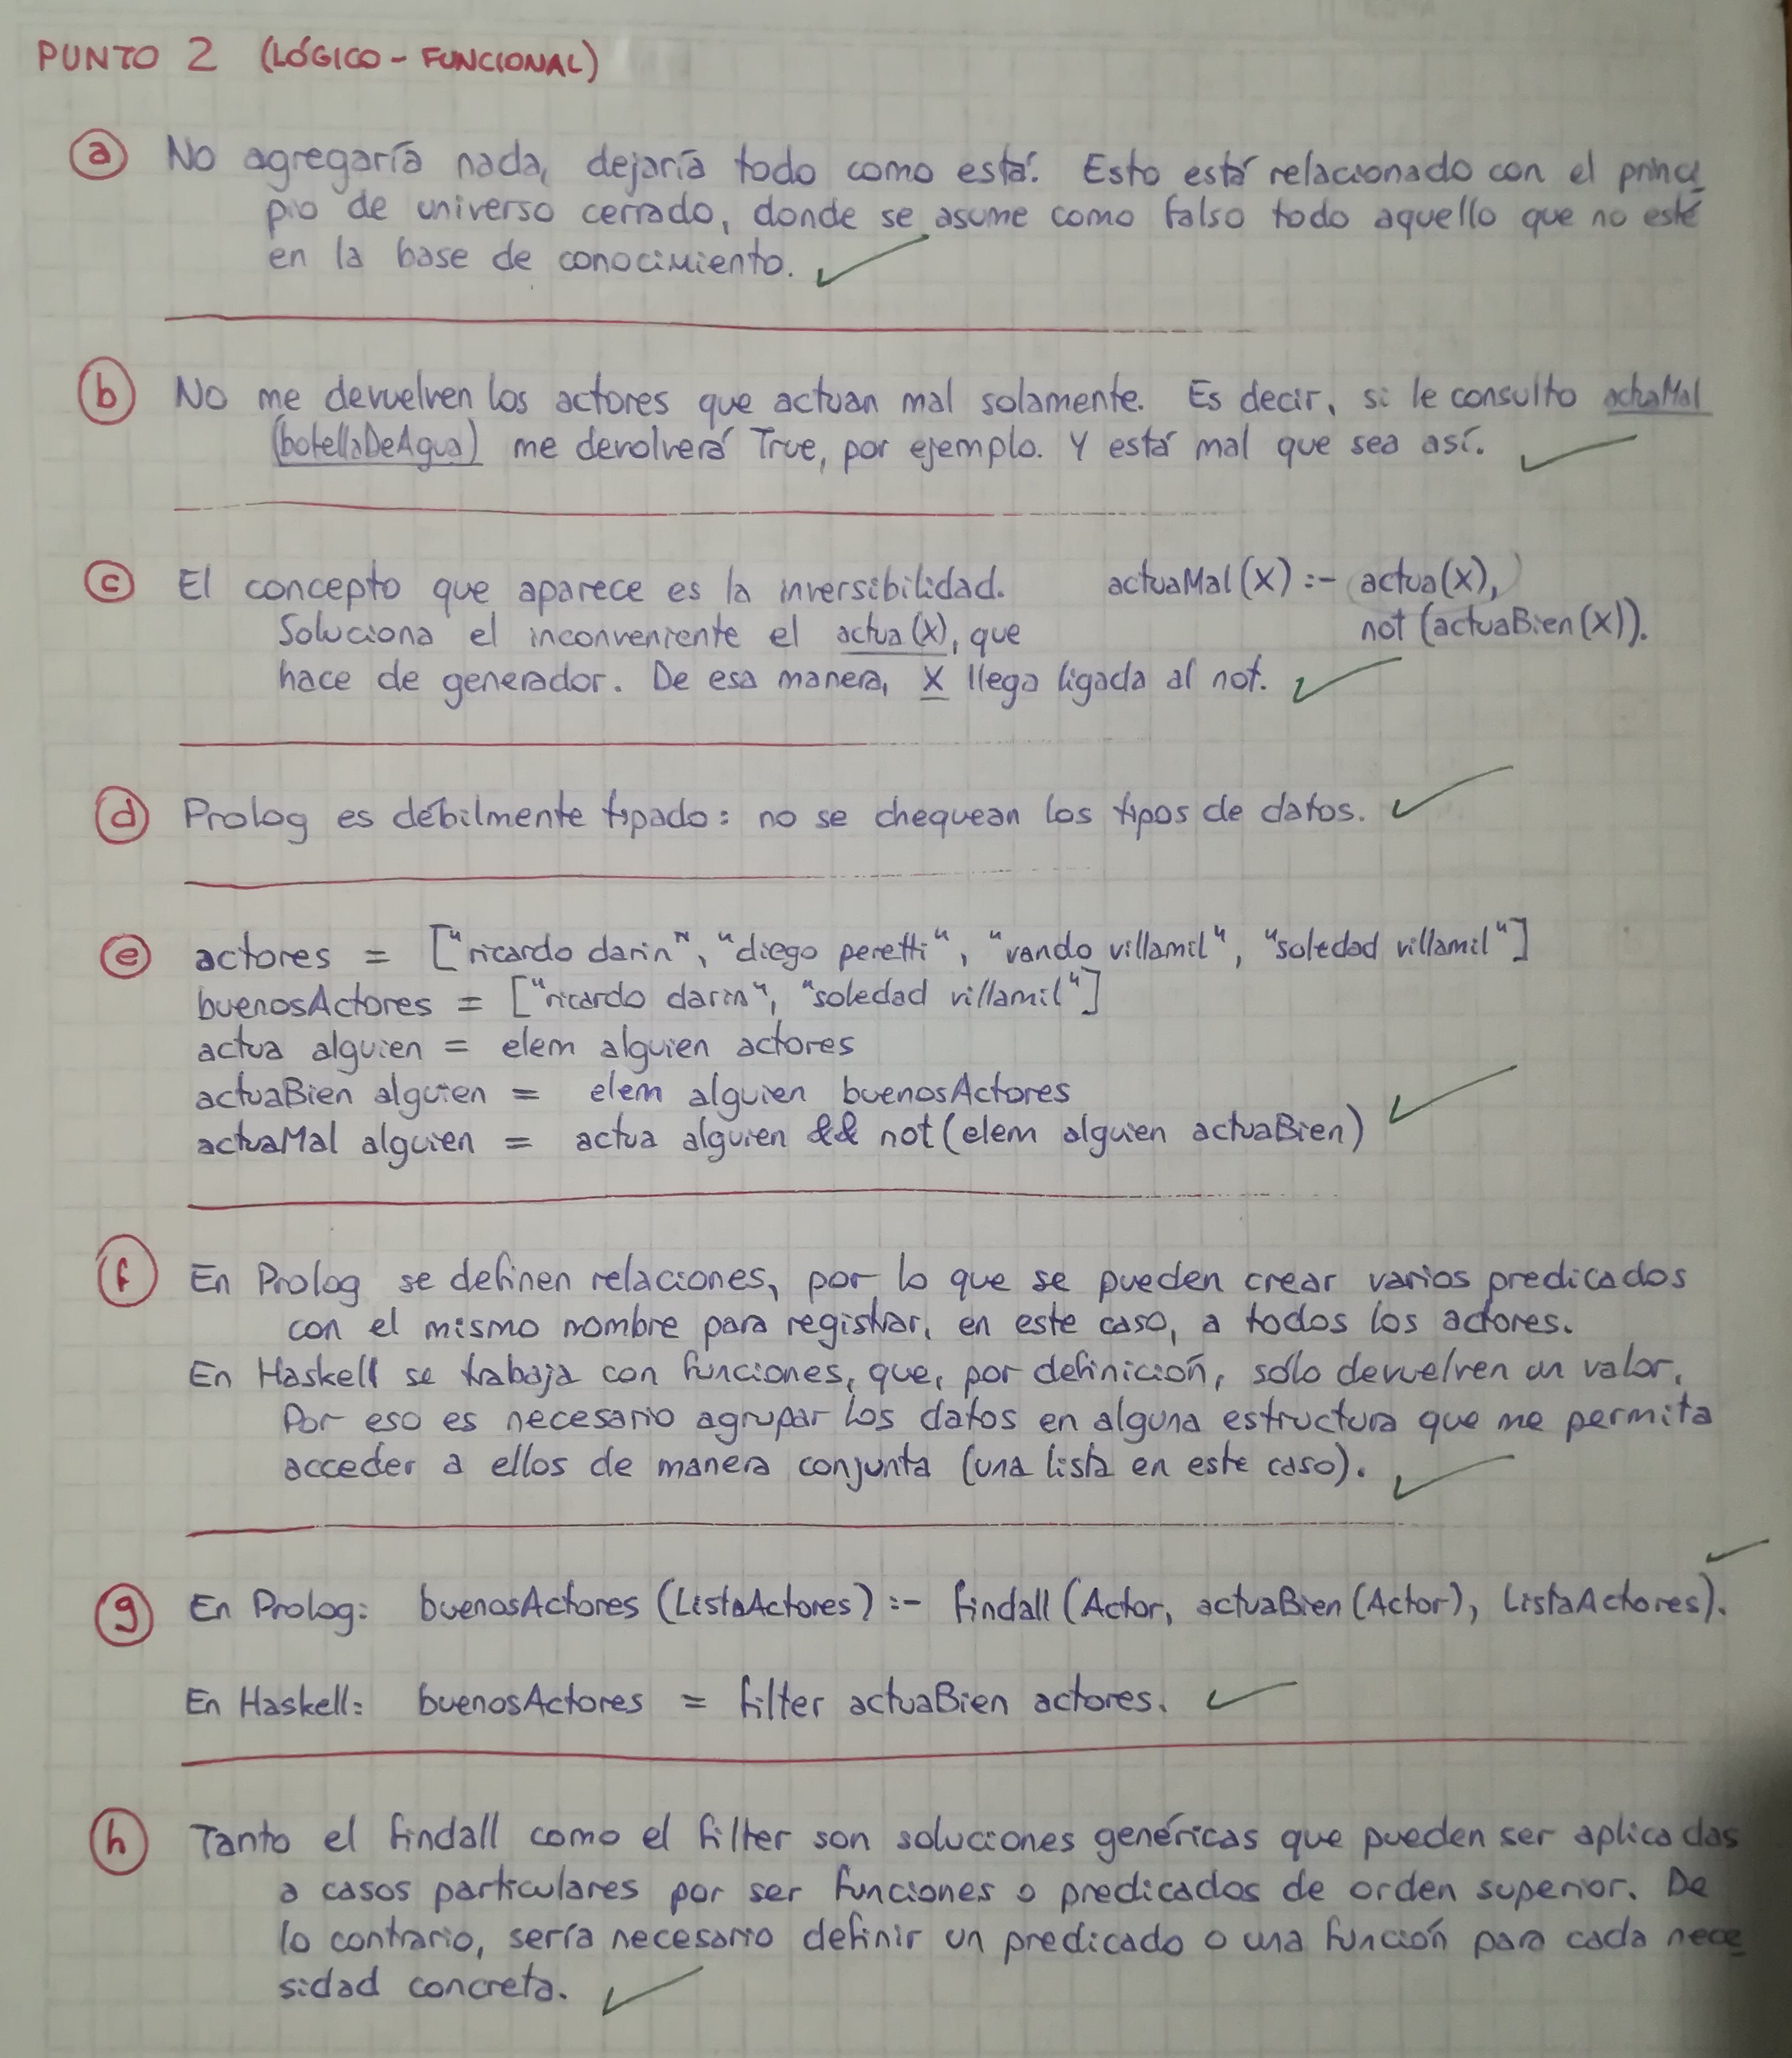 PUNTO 2 (LÓGICO - FUNCIONAL)
a No agregaría nada, dejaría todo como está. Esto está relacionado con el princi
pio de universo cerrado, donde se asume como falso todo aquello que no esté
en la base de conocimiento.
b No me devuelven los actores que actuan mal solamente. Es decir, si le consulto actuaMal
(botellaDeAgua) me devolverá True, por ejemplo. Y está mal que sea así.
c El concepto que aparece es la inversibilidad. actuaMal(X) :- actua(X),
Soluciona el inconveniente el actua(X), que not (actuaBien(X)).
hace de generador. De esa manera, X llega ligada al not.
d Prolog es débilmente tipado: no se chequean los tipos de datos.
e actores = ["ricardo darin", "diego peretti", "vando villamil", "soledad villamil"]
buenosActores = ["ricardo darin", "soledad villamil"]
actua alguien = elem alguien actores
actuaBien alguien = elem alguien buenosActores
actuaMal alguien = actua alguien && not (elem alguien actuaBien)
f En Prolog se definen relaciones, por lo que se pueden crear varios predicados
con el mismo nombre para registrar, en este caso, a todos los actores.
En Haskell se trabaja con funciones, que, por definición, sólo devuelven un valor.
Por eso es necesario agrupar los datos en alguna estructura que me permita
acceder a ellos de manera conjunta (una lista en este caso).
g En Prolog: buenosActores (ListaActores) :- findall (Actor, actuaBien (Actor), ListaActores).
En Haskell: buenosActores = filter actuaBien actores.
h Tanto el findall como el filter son soluciones genéricas que pueden ser aplicadas
a casos particulares por ser funciones o predicados de orden superior. De
lo contrario, sería necesario definir un predicado o una función para cada nece
sidad concreta.